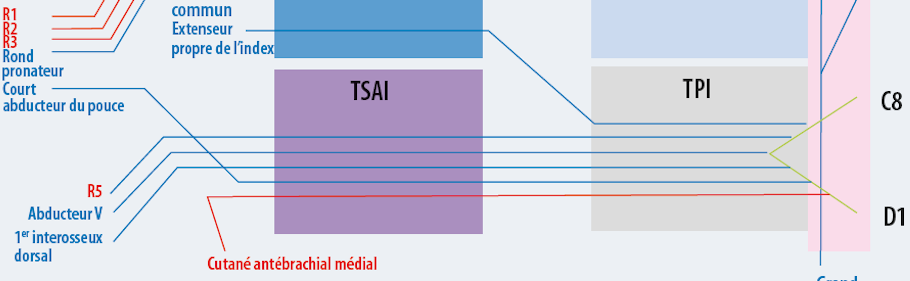 R1
R2
R3
Rond
pronateur
Court
abducteur du pouce
commun
Extenseur
propre de l'index
TSAI
TPI
C8
D1
R5
Abducteur V
1er interosseux
dorsal
Cutané antébrachial médial